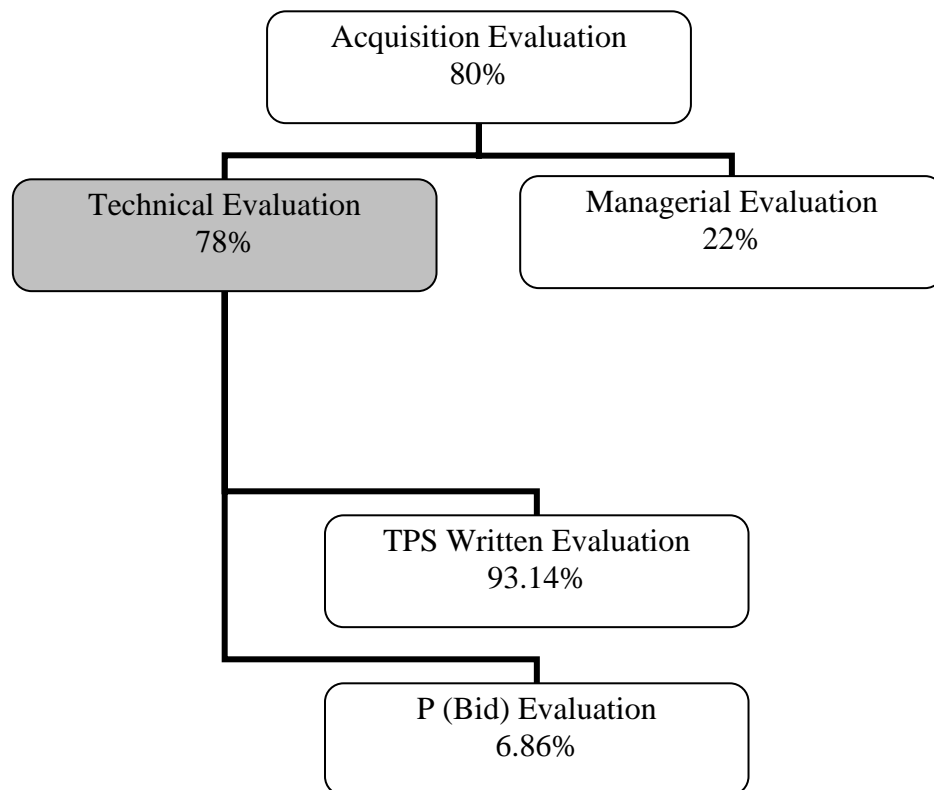 Acquisition Evaluation
80%
Technical Evaluation
78%
Managerial Evaluation
22%
TPS Written Evaluation
93.14%
P (Bid) Evaluation
6.86%